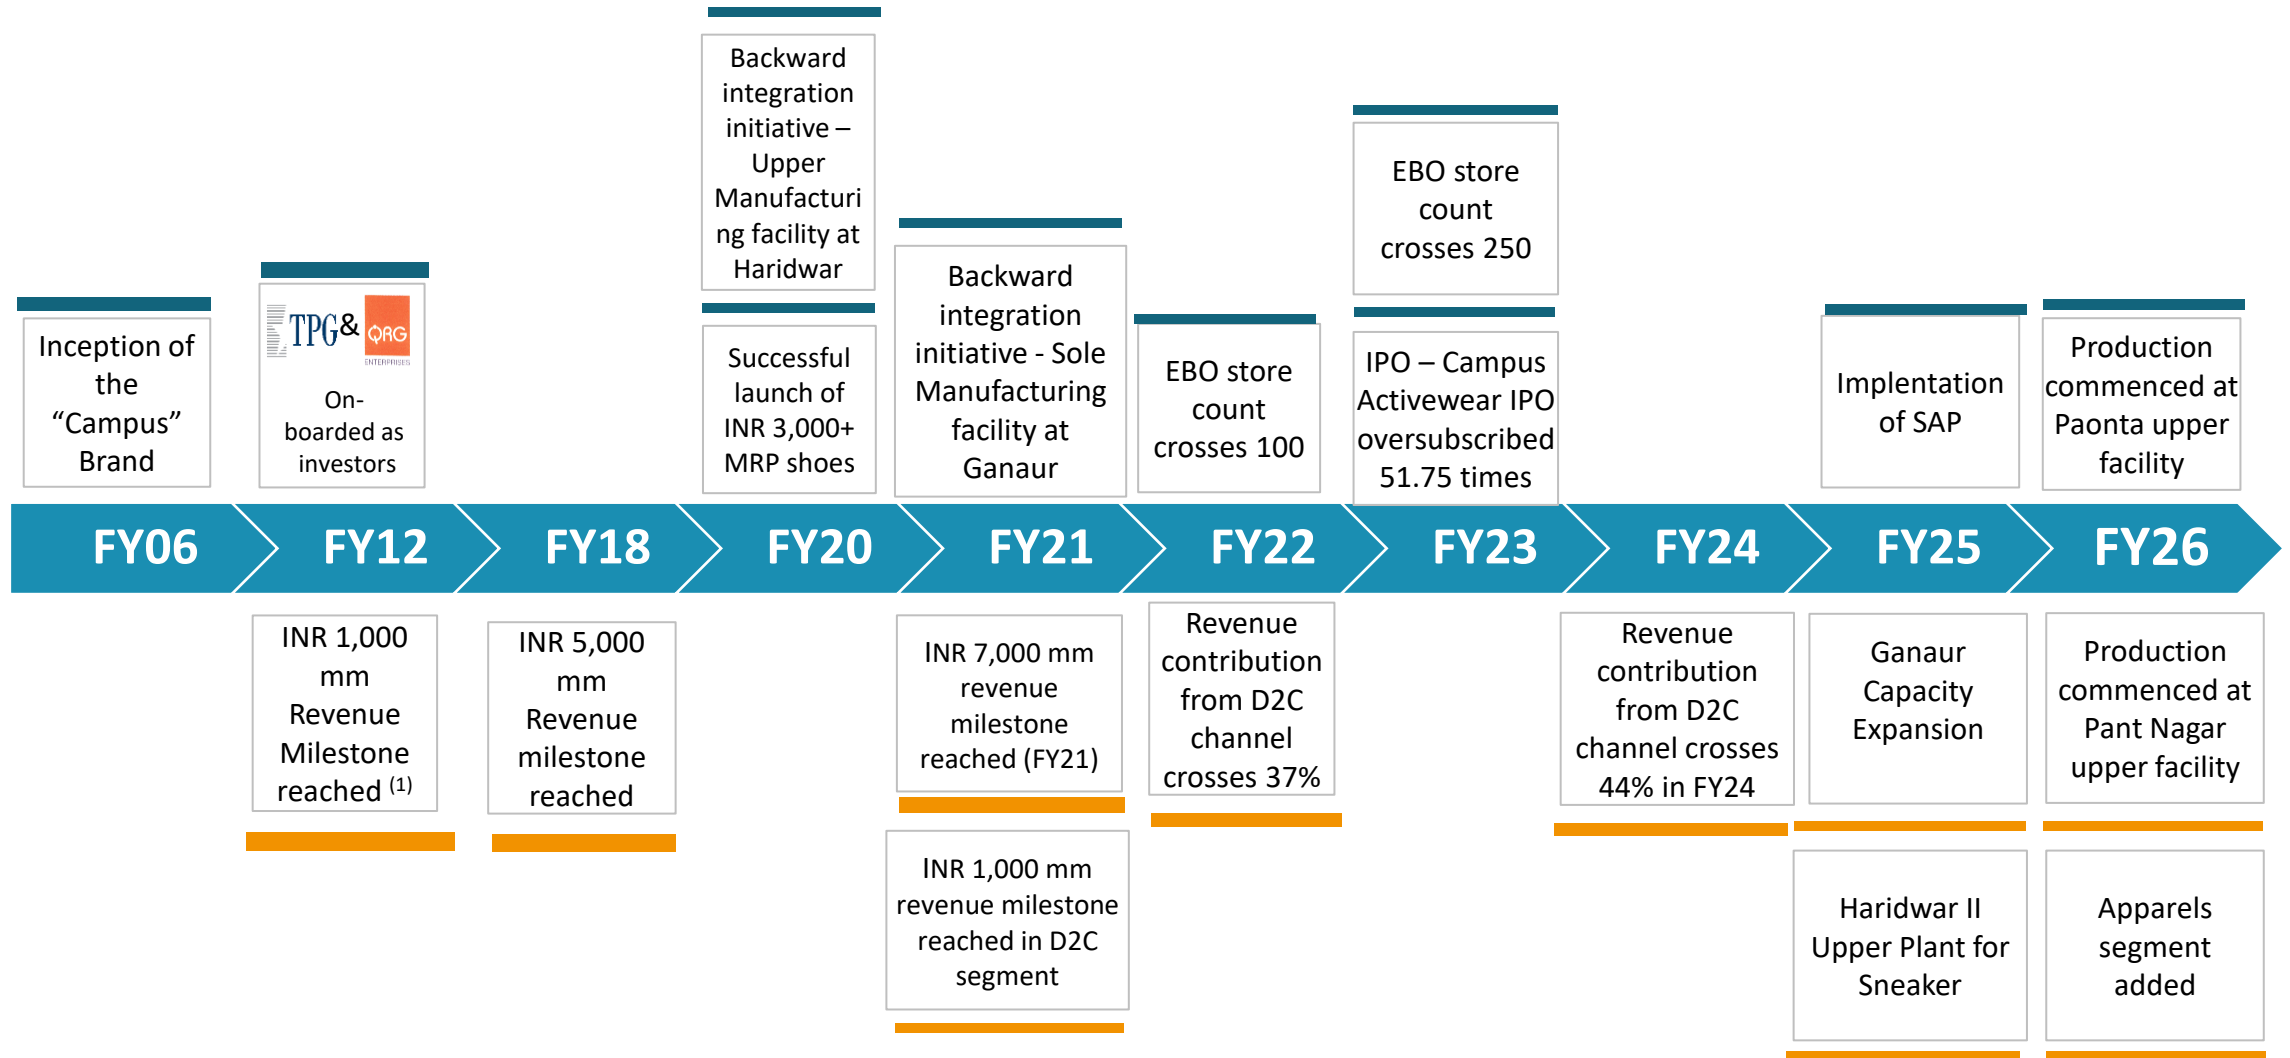 Backward
integration
initiative –
Upper
Manufacturi
ng facility at
Haridwar
Successful
launch of
INR 3,000+
MRP shoes
Inception of
the
“Campus”
Brand
TPG & QRG
ENTERPRISES
On-
boarded as
investors
Backward
integration
initiative - Sole
Manufacturing
facility at
Ganaur
EBO store
count
crosses 100
EBO store
count
crosses 250
IPO – Campus
Activewear IPO
oversubscribed
51.75 times
Implentation
of SAP
Production
commenced at
Paonta upper
facility
FY06 FY12 FY18 FY20 FY21 FY22 FY23 FY24 FY25 FY26
INR 1,000
mm
Revenue
Milestone
reached (1)
INR 5,000
mm
Revenue
milestone
reached
INR 7,000 mm
revenue
milestone
reached (FY21)
INR 1,000 mm
revenue milestone
reached in D2C
segment
Revenue
contribution
from D2C
channel
crosses 37%
Revenue
contribution
from D2C
channel crosses
44% in FY24
Ganaur
Capacity
Expansion
Haridwar II
Upper Plant for
Sneaker
Production
commenced at
Pant Nagar
upper facility
Apparels
segment
added